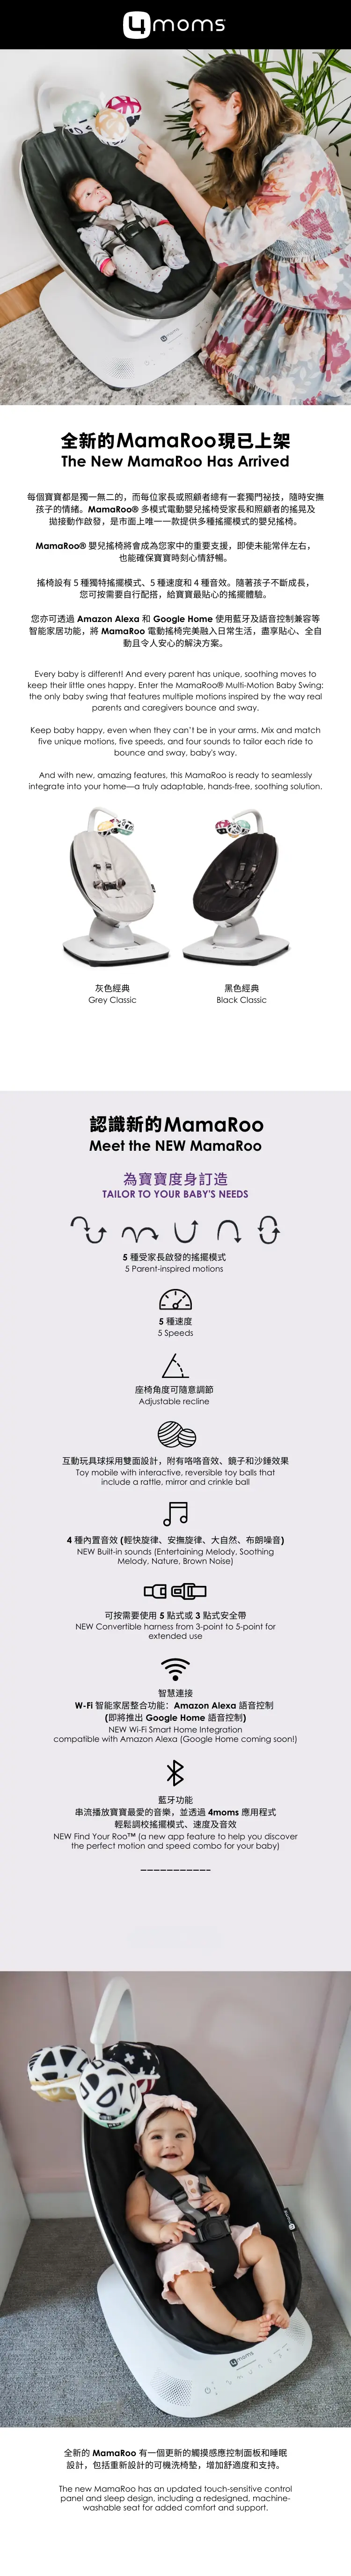 4moms
全新的MamaRoo現已上架
The New MamaRoo Has Arrived
每個寶寶都是獨一無二的，而每位家長或照顧者總有一套獨門祕技，隨時安撫
孩子的情緒。MamaRoo® 多模式電動嬰兒搖椅受家長和照顧者的搖晃及
拋接動作啟發，是市面上唯一一款提供多種搖擺模式的嬰兒搖椅。
MamaRoo® 嬰兒搖椅將會成為您家中的重要支援，即使未能常伴左右，
也能確保寶寶時刻心情舒暢。
搖椅設有 5 種獨特搖擺模式、5 種速度和 4 種音效。隨著孩子不斷成長，
您可按需要自行配搭，給寶寶最貼心的搖擺體驗。
您亦可透過 Amazon Alexa 和 Google Home 使用藍牙及語音控制兼容等
智能家居功能，將 MamaRoo 電動搖椅完美融入日常生活，盡享貼心、全自
動且令人安心的解決方案。
Every baby is different! And every parent has unique, soothing moves to
keep their little ones happy. Enter the MamaRoo® Multi-Motion Baby Swing:
the only baby swing that features multiple motions inspired by the way real
parents and caregivers bounce and sway.
Keep baby happy, even when they can't be in your arms. Mix and match
five unique motions, five speeds, and four sounds to tailor each ride to
bounce and sway, baby's way.
And with new, amazing features, this MamaRoo is ready to seamlessly
integrate into your home—a truly adaptable, hands-free, soothing solution.
灰色經典
Grey Classic
黑色經典
Black Classic
認識新的MamaRoo
Meet the NEW MamaRoo
為寶寶度身訂造
TAILOR TO YOUR BABY'S NEEDS
5 種受家長啟發的搖擺模式
5 Parent-inspired motions
5 種速度
5 Speeds
座椅角度可隨意調節
Adjustable recline
互動玩具球採用雙面設計，附有咯咯音效、鏡子和沙錘效果
Toy mobile with interactive, reversible toy balls that
include a rattle, mirror and crinkle ball
4 種內置音效 (輕快旋律、安撫旋律、大自然、布朗噪音)
NEW Built-in sounds (Entertaining Melody, Soothing
Melody, Nature, Brown Noise)
可按需要使用 5 點式或 3 點式安全帶
NEW Convertible harness from 3-point to 5-point for
extended use
智慧連接
W-Fi 智能家居整合功能：Amazon Alexa 語音控制
(即將推出 Google Home 語音控制)
NEW Wi-Fi Smart Home Integration
compatible with Amazon Alexa (Google Home coming soon!)
藍牙功能
串流播放寶寶最愛的音樂，並透過 4moms 應用程式
輕鬆調校搖擺模式、速度及音效
NEW Find Your Roo™ (a new app feature to help you discover
the perfect motion and speed combo for your baby)
4moms
全新的 MamaRoo 有一個更新的觸摸感應控制面板和睡眠
設計，包括重新設計的可機洗椅墊，增加舒適度和支持。
The new MamaRoo has an updated touch-sensitive control
panel and sleep design, including a redesigned, machine-
washable seat for added comfort and support.